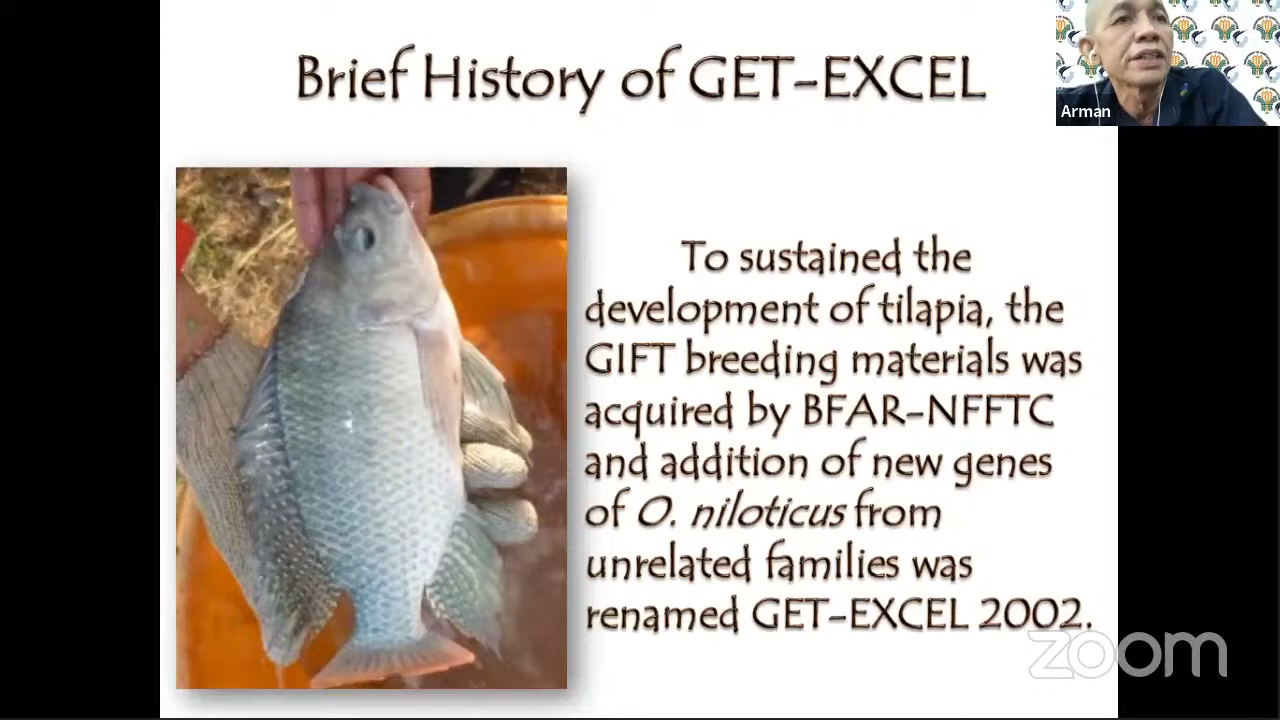 Brief History of GET-EXCEL
Arman
To sustained the
development of tilapia, the
GIFT breeding materials was
acquired by BFAR-NFFTC
and addition of new genes
of O. niloticus from
unrelated families was
renamed GET-EXCEL 2002.
zoom